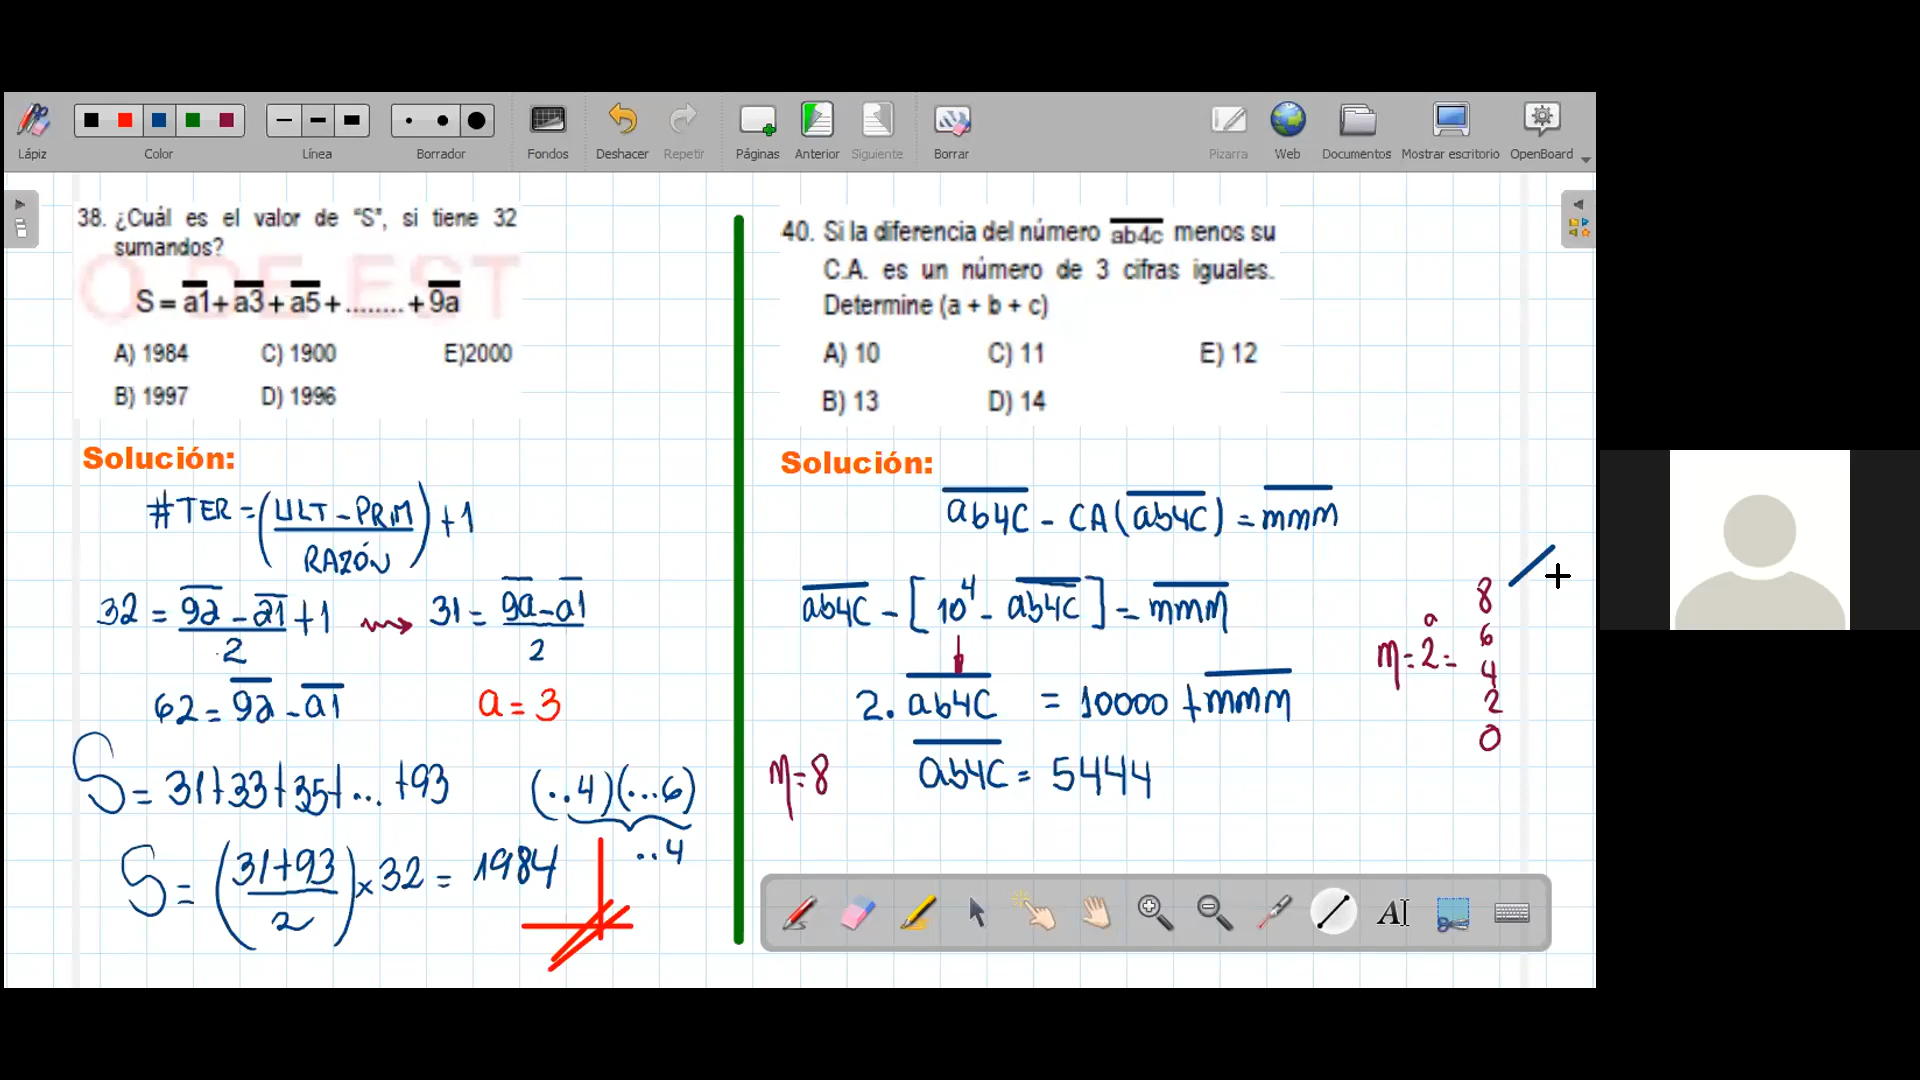 Lápiz
Color
Línea
Borrador
Fondos
Deshacer
Repetir
Páginas
Anterior
Siguiente
Borrar
Pizarra
Web
Documentos
Mostrar escritorio
OpenBoard
38. ¿Cuál es el valor de “S”, si tiene 32
sumandos?
O DE EST
S = a1 + a3 + a5 + ........ + 9a
A) 1984 C) 1900 E)2000
B) 1997 D) 1996
Solución:
#TER = (ULT - PRIM / RAZÓN) + 1
32 = 9a - a1 / 2 + 1 → 31 = 9a - a1 / 2
62 = 9a - a1 a = 3
S = 31+33+35+... +93 (..4)(...6)
..4
S = (31+93 / 2) × 32 = 1984
40. Si la diferencia del número ab4c menos su
C.A. es un número de 3 cifras iguales.
Determine (a + b + c)
A) 10 C) 11 E) 12
B) 13 D) 14
Solución:
ab4c - CA(ab4c) = mmm
ab4c - [10⁴ - ab4c] = mmm
2. ab4c = 10000 + mmm
m=8 ab4c = 5444
m = 2° =
8
6
4
2
0
A